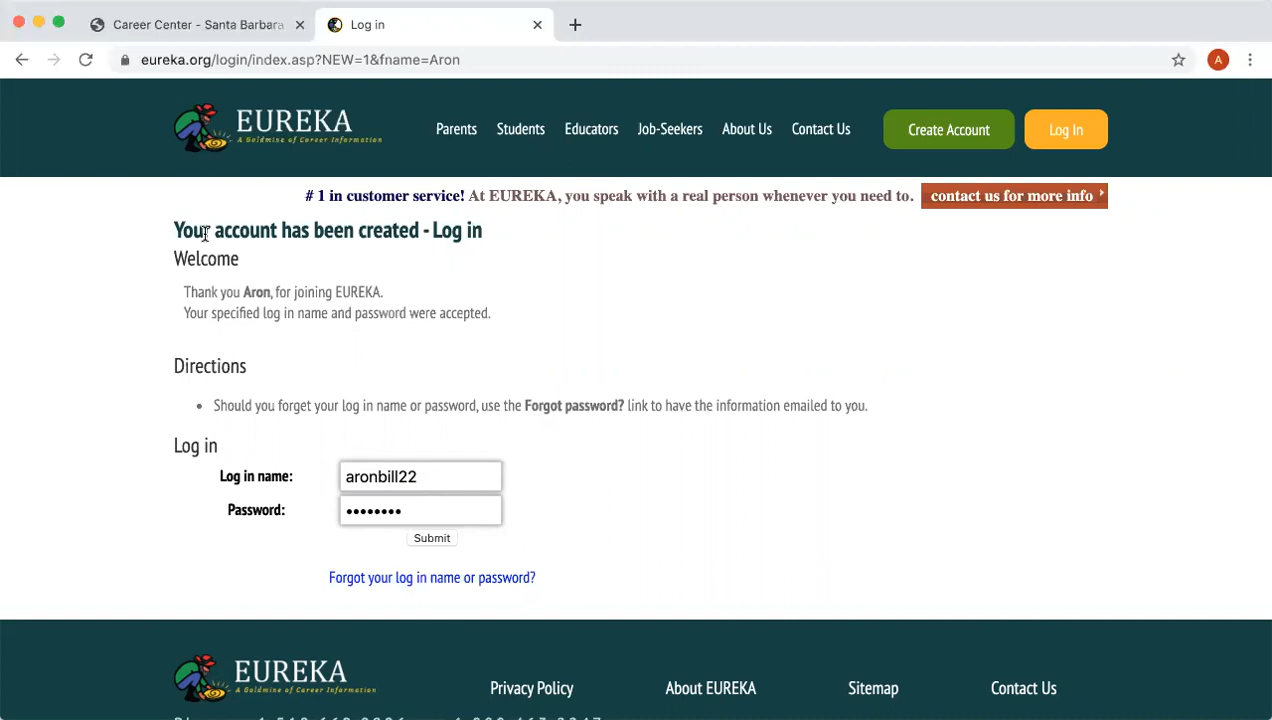 Career Center - Santa Barbara
Log in
eureka.org/login/index.asp?NEW=1&fname=Aron
A
EUREKA
A Goldmine of Career Information
Parents
Students
Educators
Job-Seekers
About Us
Contact Us
Create Account
Log In
# 1 in customer service! At EUREKA, you speak with a real person whenever you need to.
contact us for more info
Your account has been created - Log in
Welcome
Thank you Aron, for joining EUREKA.
Your specified log in name and password were accepted.
Directions
• Should you forget your log in name or password, use the Forgot password? link to have the information emailed to you.
Log in
Log in name:
aronbill22
Password:
••••••••
Submit
Forgot your log in name or password?
EUREKA
A Goldmine of Career Information
Privacy Policy
About EUREKA
Sitemap
Contact Us